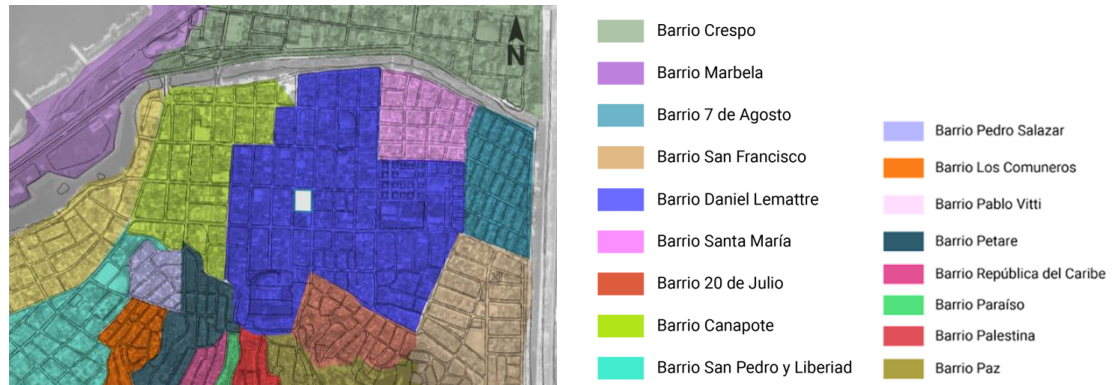 N
Barrio Crespo
Barrio Marbela
Barrio 7 de Agosto
Barrio San Francisco
Barrio Daniel Lemattre
Barrio Santa María
Barrio 20 de Julio
Barrio Canapote
Barrio San Pedro y Liberiad
Barrio Pedro Salazar
Barrio Los Comuneros
Barrio Pablo Vitti
Barrio Petare
Barrio República del Caribe
Barrio Paraíso
Barrio Palestina
Barrio Paz